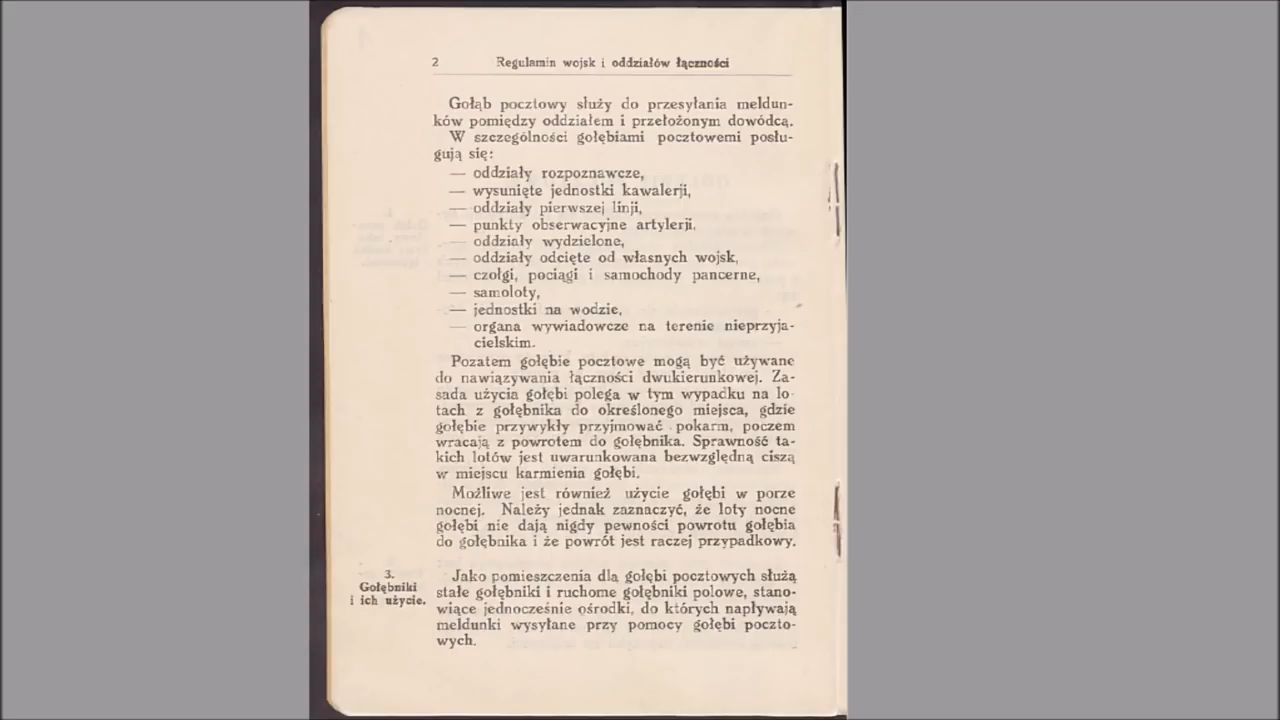 2 Regulamin wojsk i oddziałów łączności
Gołąb pocztowy służy do przesyłania meldun-
ków pomiędzy oddziałem i przełożonym dowódcą.
W szczególności gołębiami pocztowemi posłu-
gują się:
— oddziały rozpoznawcze,
— wysunięte jednostki kawalerji,
— oddziały pierwszej linji,
— punkty obserwacyjne artylerji,
— oddziały wydzielone,
— oddziały odcięte od własnych wojsk,
— czołgi, pociągi i samochody pancerne,
— samoloty,
— jednostki na wodzie,
— organa wywiadowcze na terenie nieprzyja-
cielskim.
Pozatem gołębie pocztowe mogą być używane
do nawiązywania łączności dwukierunkowej. Za-
sada użycia gołębi polega w tym wypadku na lo-
tach z gołębnika do określonego miejsca, gdzie
gołębie przywykły przyjmować pokarm, poczem
wracają z powrotem do gołębnika. Sprawność ta-
kich lotów jest uwarunkowana bezwzględną ciszą
w miejscu karmienia gołębi.
Możliwe jest również użycie gołębi w porze
nocnej. Należy jednak zaznaczyć, że loty nocne
gołębi nie dają nigdy pewności powrotu gołębia
do gołębnika i że powrót jest raczej przypadkowy.
3.
Gołębniki
i ich użycie.
Jako pomieszczenia dla gołębi pocztowych służą
stałe gołębniki i ruchome gołębniki polowe, stano-
wiące jednocześnie ośrodki, do których napływają
meldunki wysyłane przy pomocy gołębi poczto-
wych.